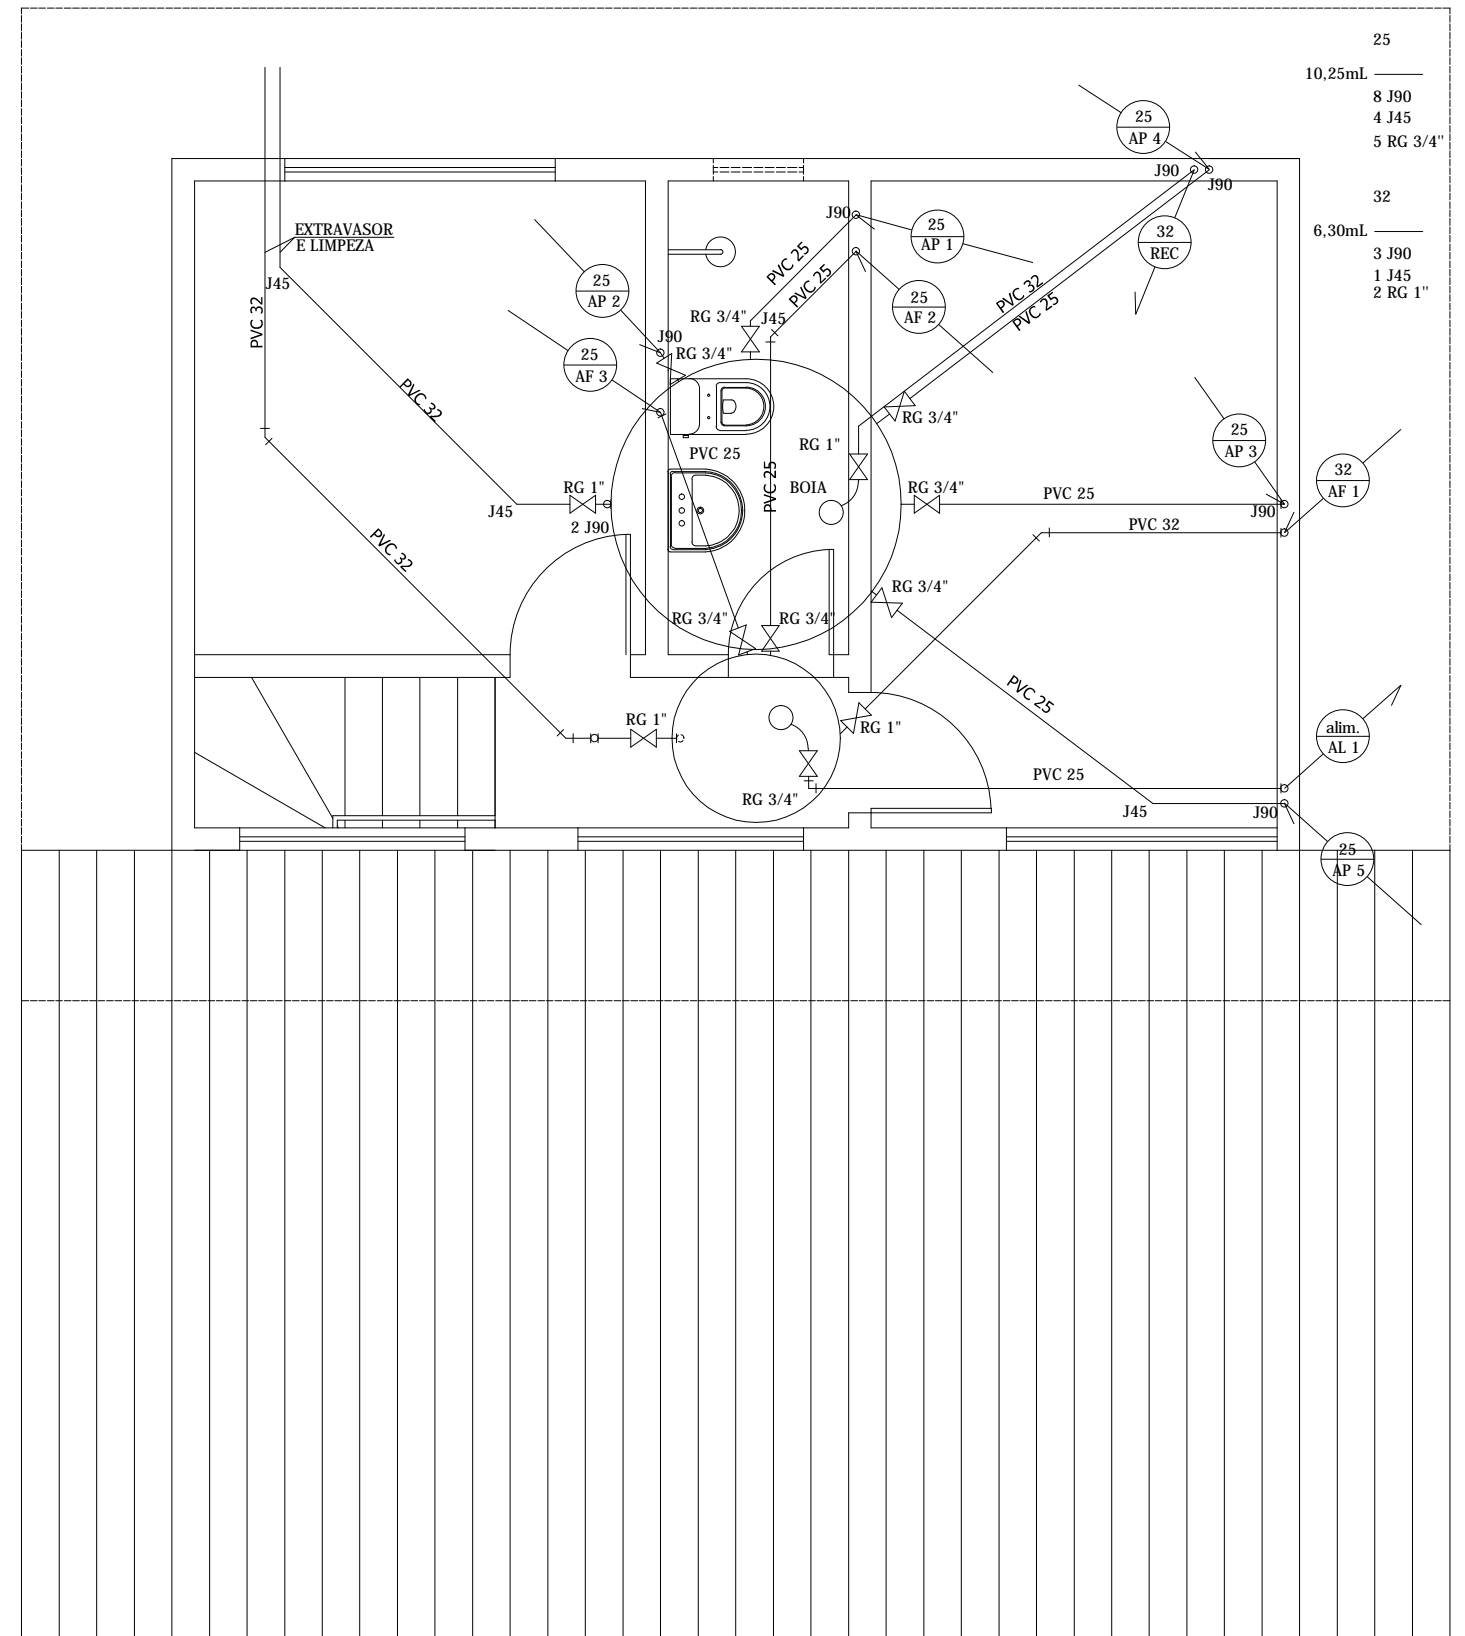 25
10,25mL
8 J90
4 J45
5 RG 3/4"
32
6,30mL
3 J90
1 J45
2 RG 1"
25
AP 4
J90
J90
J90
25
AP 1
32
REC
EXTRAVASOR
E LIMPEZA
J45
PVC 32
25
AP 2
PVC 25
PVC 25
25
AF 2
PVC 32
PVC 25
RG 3/4"
J45
J90
RG 3/4"
25
AF 3
PVC 32
RG 3/4"
RG 1"
PVC 25
PVC 25
BOIA
25
AP 3
32
AF 1
RG 1"
J45
2 J90
RG 3/4"
PVC 25
J90
PVC 32
PVC 32
RG 3/4"
RG 3/4"
RG 3/4"
PVC 25
RG 1"
RG 1"
alim.
AL 1
PVC 25
RG 3/4"
J45
J90
25
AP 5